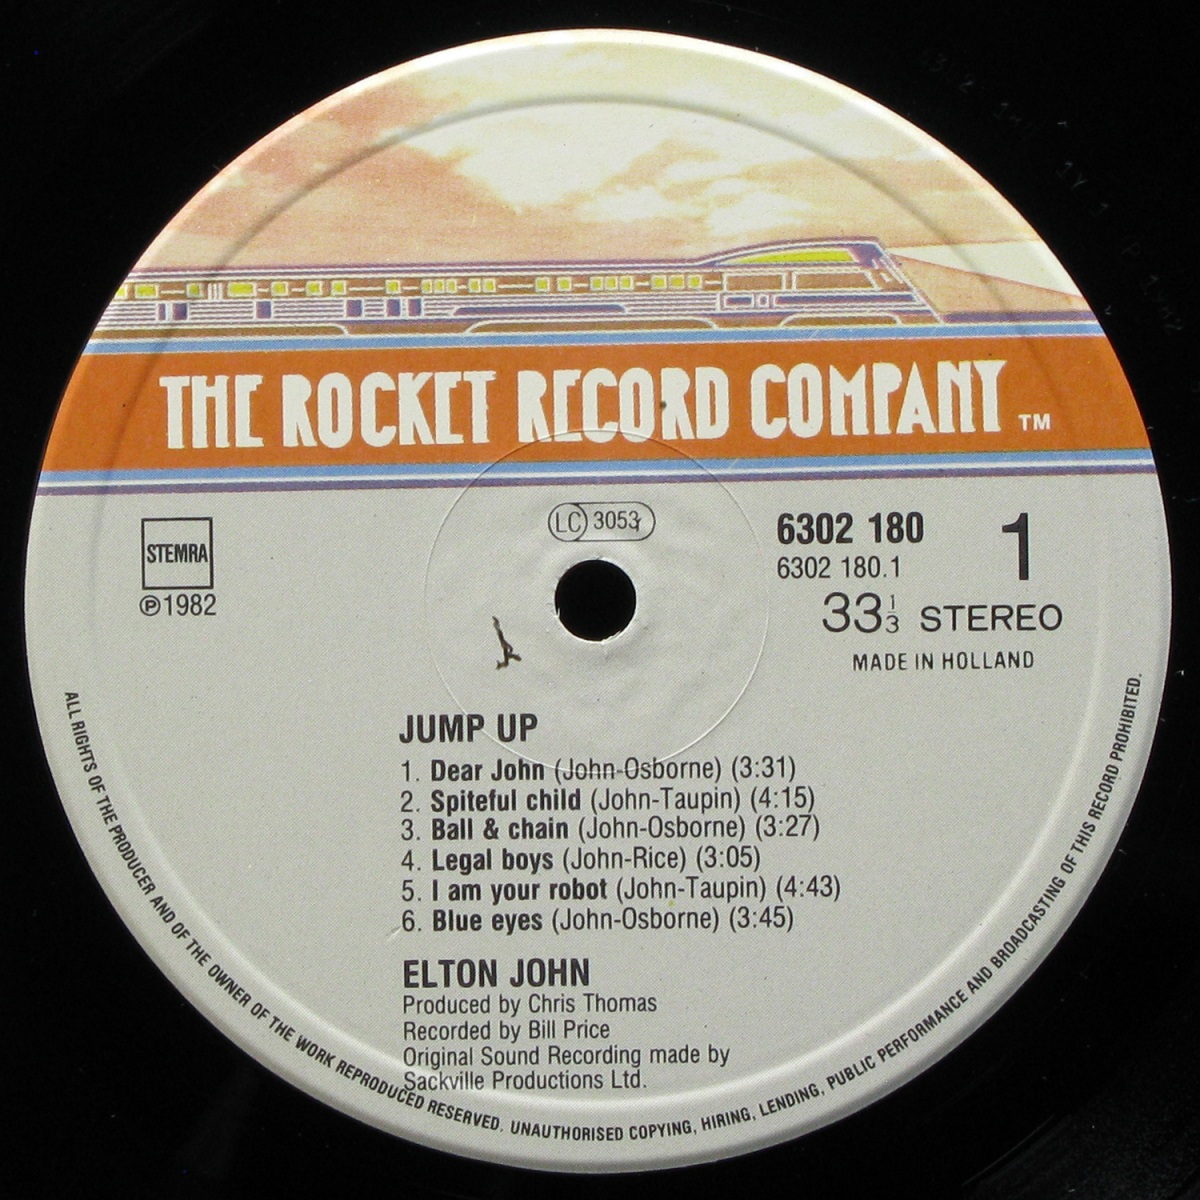 THE ROCKET RECORD COMPANY TM
STEMRA
℗1982
LC 3053
6302 180
6302 180.1
1
33⅓ STEREO
MADE IN HOLLAND
JUMP UP
1. Dear John (John-Osborne) (3:31)
2. Spiteful child (John-Taupin) (4:15)
3. Ball & chain (John-Osborne) (3:27)
4. Legal boys (John-Rice) (3:05)
5. I am your robot (John-Taupin) (4:43)
6. Blue eyes (John-Osborne) (3:45)
ELTON JOHN
Produced by Chris Thomas
Recorded by Bill Price
Original Sound Recording made by
Sackville Productions Ltd.
ALL RIGHTS OF THE PRODUCER AND OF THE OWNER OF THE WORK REPRODUCED RESERVED. UNAUTHORISED COPYING, HIRING, LENDING, PUBLIC PERFORMANCE AND BROADCASTING OF THIS RECORD PROHIBITED.